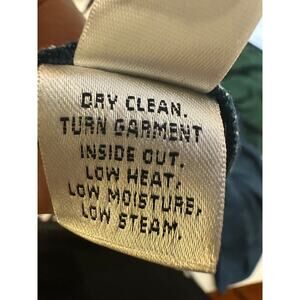 DRY CLEAN.
TURN GARMENT
INSIDE OUT.
LOW HEAT,
LOW MOISTURE,
LOW STEAM.